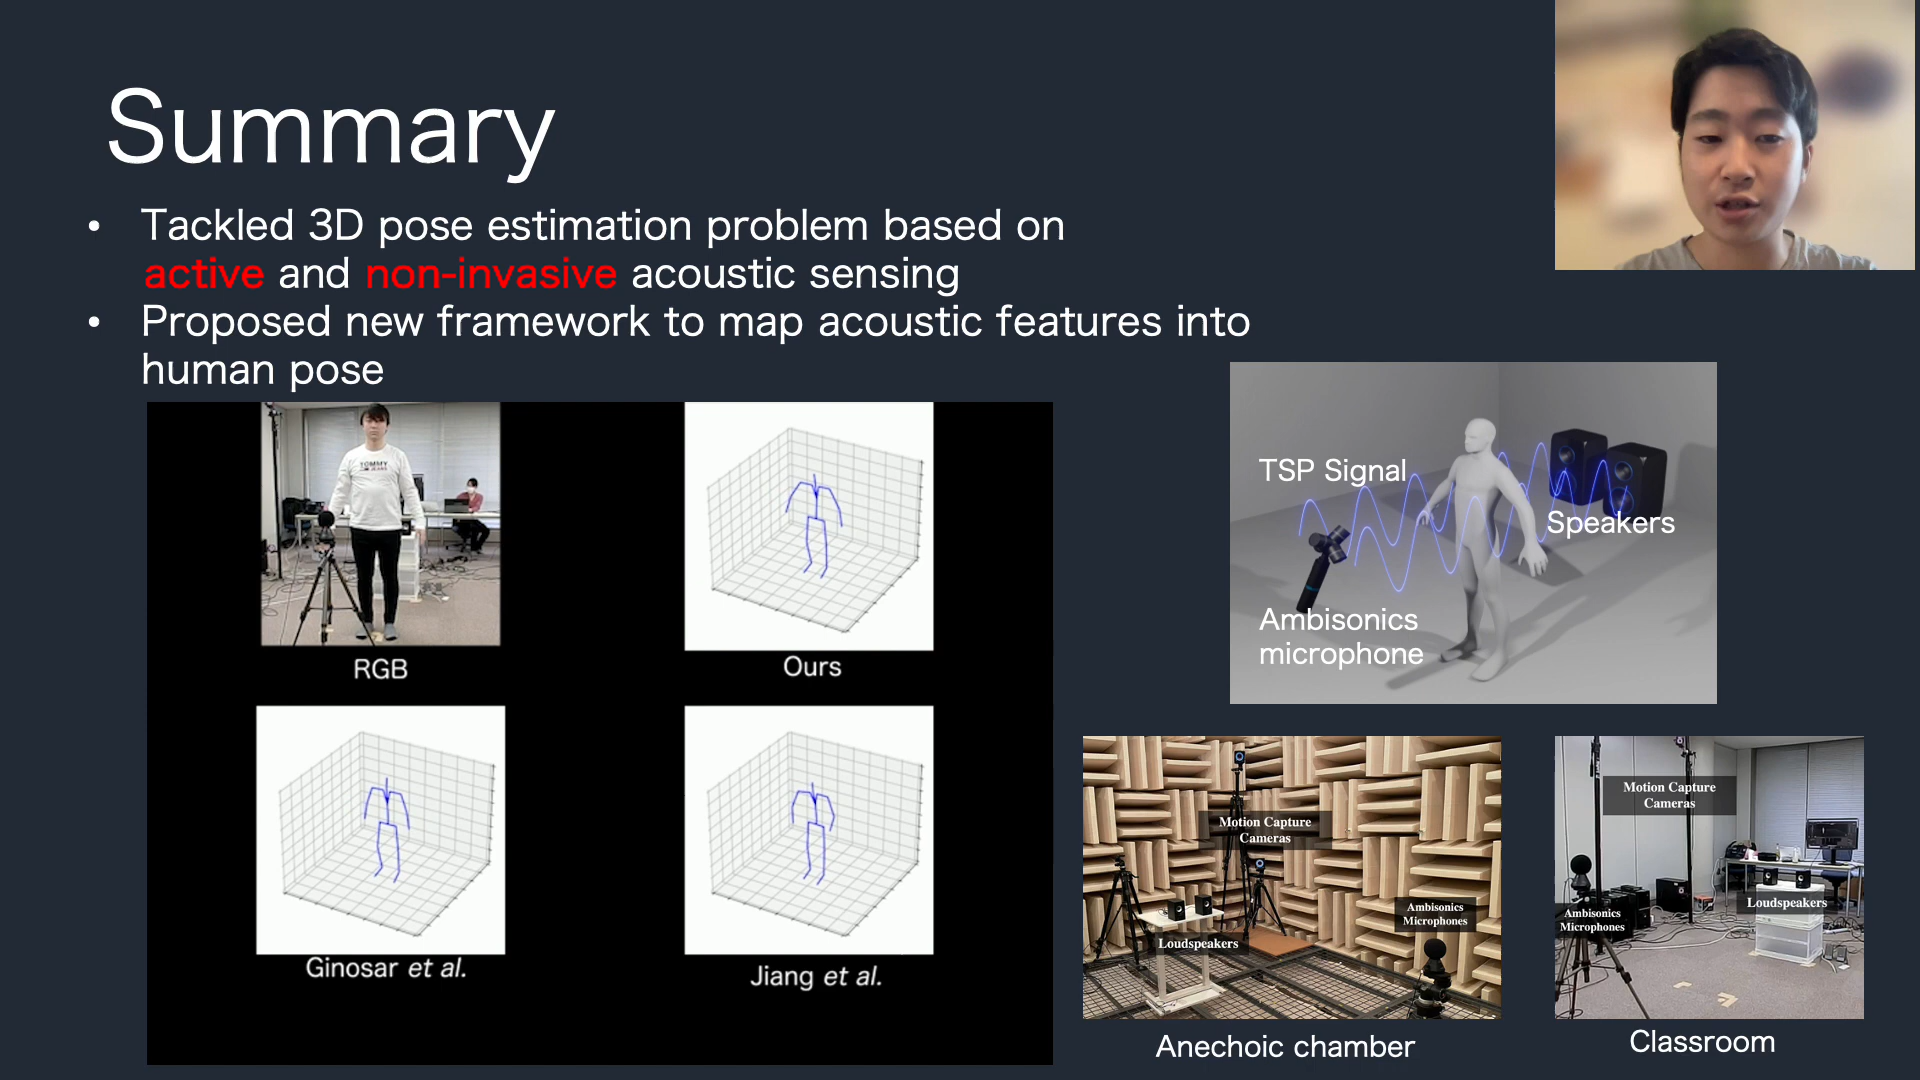 Summary
• Tackled 3D pose estimation problem based on
active and non-invasive acoustic sensing
• Proposed new framework to map acoustic features into
human pose
TOMMY
JEANS
RGB
Ours
Ginosar et al.
Jiang et al.
TSP Signal
Speakers
Ambisonics
microphone
Motion Capture
Cameras
Ambisonics
Microphones
Loudspeakers
Anechoic chamber
Motion Capture
Cameras
Loudspeakers
Ambisonics
Microphones
Classroom